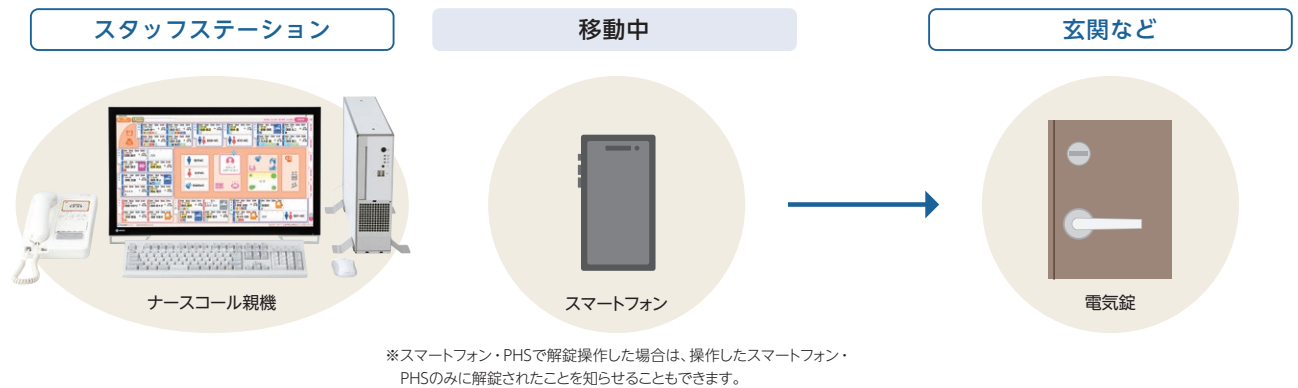 スタッフステーション
移動中
玄関など
ナースコール親機
スマートフォン
電気錠
※スマートフォン・PHSで解錠操作した場合は、操作したスマートフォン・
PHSのみに解錠されたことを知らせることもできます。